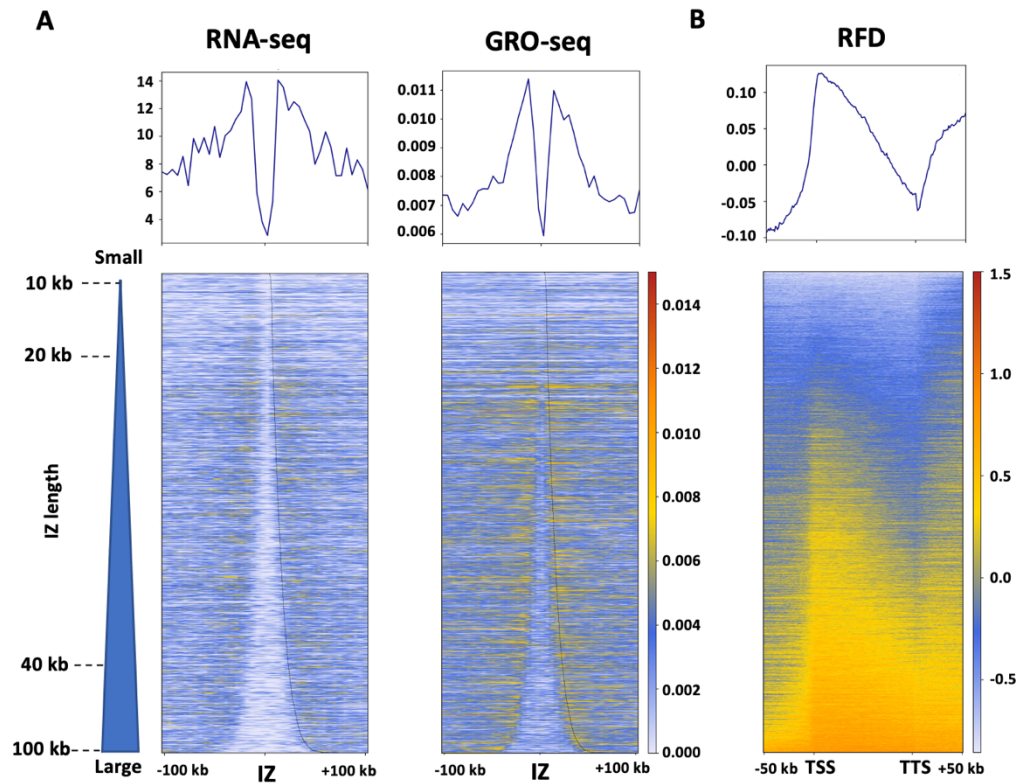 A
B
RNA-seq
GRO-seq
RFD
14
12
10
8
6
4
0.011
0.010
0.009
0.008
0.007
0.006
0.10
0.05
0.00
-0.05
-0.10
Small
10 kb
20 kb
IZ length
40 kb
100 kb
Large
-100 kb
IZ
+100 kb
-100 kb
IZ
+100 kb
0.014
0.012
0.010
0.008
0.006
0.004
0.002
0.000
1.5
1.0
0.5
0.0
-0.5
-50 kb
TSS
TTS
+50 kb